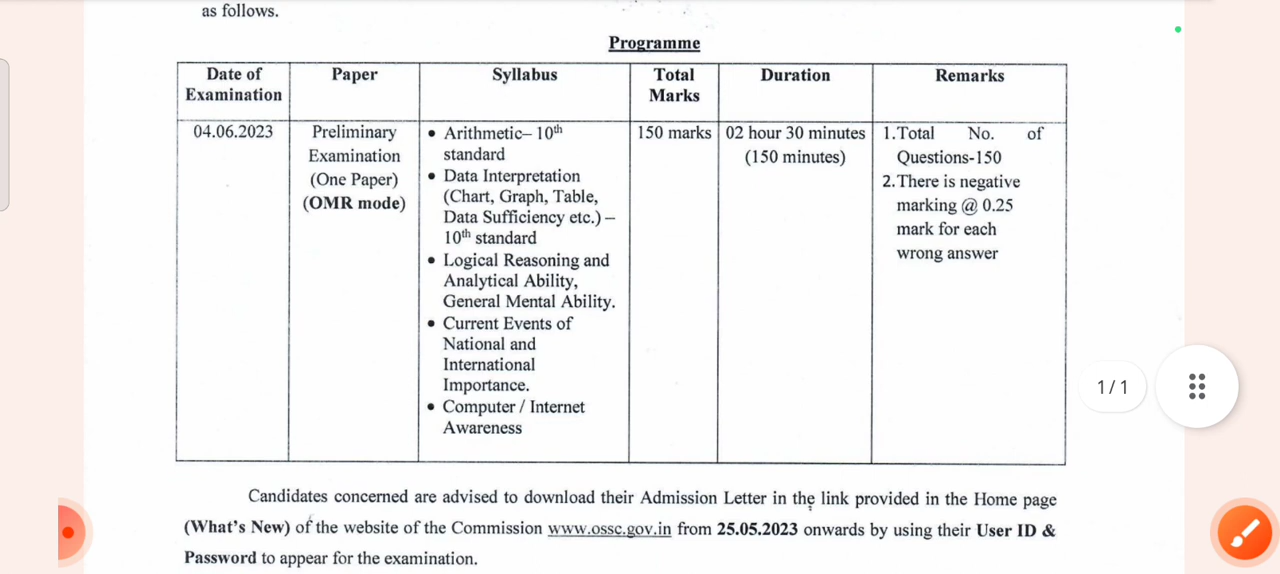 as follows.
Programme
Date of Examination Paper Syllabus Total Marks Duration Remarks
04.06.2023
Preliminary
Examination
(One Paper)
(OMR mode)
• Arithmetic– 10th
standard
• Data Interpretation
(Chart, Graph, Table,
Data Sufficiency etc.) –
10th standard
• Logical Reasoning and
Analytical Ability,
General Mental Ability.
• Current Events of
National and
International
Importance.
• Computer / Internet
Awareness
150 marks
02 hour 30 minutes
(150 minutes)
1.Total No. of
Questions-150
2.There is negative
marking @ 0.25
mark for each
wrong answer
1/1
Candidates concerned are advised to download their Admission Letter in the link provided in the Home page
(What's New) of the website of the Commission www.ossc.gov.in from 25.05.2023 onwards by using their User ID &
Password to appear for the examination.